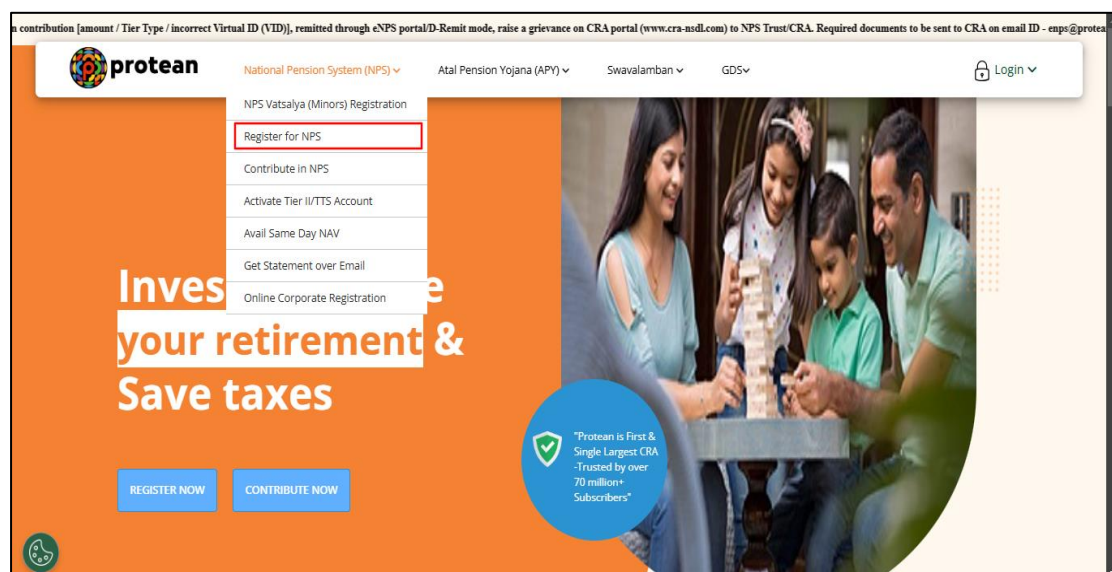 n contribution [amount / Tier Type / incorrect Virtual ID (VID)], remitted through eNPS portal/D-Remit mode, raise a grievance on CRA portal (www.cra-nsdl.com) to NPS Trust/CRA. Required documents to be sent to CRA on email ID - enps@protea
protean
National Pension System (NPS)
Atal Pension Yojana (APY)
Swavalamban
GDS
Login
NPS Vatsalya (Minors) Registration
Register for NPS
Contribute in NPS
Activate Tier II/TTS Account
Avail Same Day NAV
Get Statement over Email
Online Corporate Registration
Inves e
your retirement &
Save taxes
"Protean is First &
Single Largest CRA
-Trusted by over
70 million+
Subscribers"
REGISTER NOW
CONTRIBUTE NOW